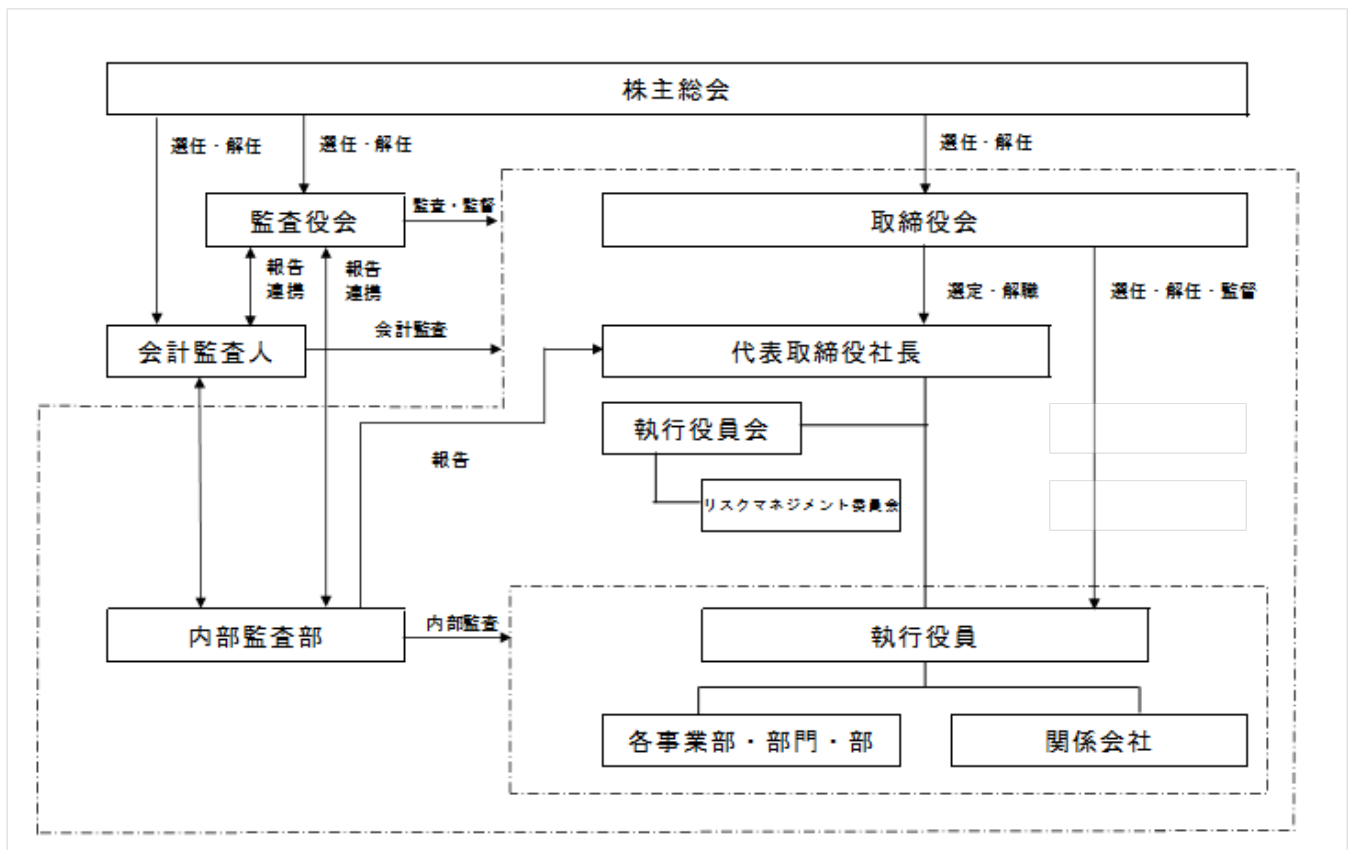 株主総会
選任・解任
選任・解任
選任・解任
監査役会
監査・監督
取締役会
報告
連携
報告
連携
選定・解職
選任・解任・監督
会計監査人
会計監査
代表取締役社長
執行役員会
報告
リスクマネジメント委員会
内部監査部
内部監査
執行役員
各事業部・部門・部
関係会社